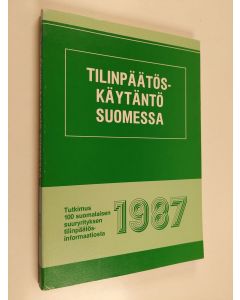 TILINPÄÄTÖS-
KÄYTÄNTÖ
SUOMESSA
Tutkimus
100 suomalaisen
suuryrityksen
tilinpäätös-
informaatiosta
1987